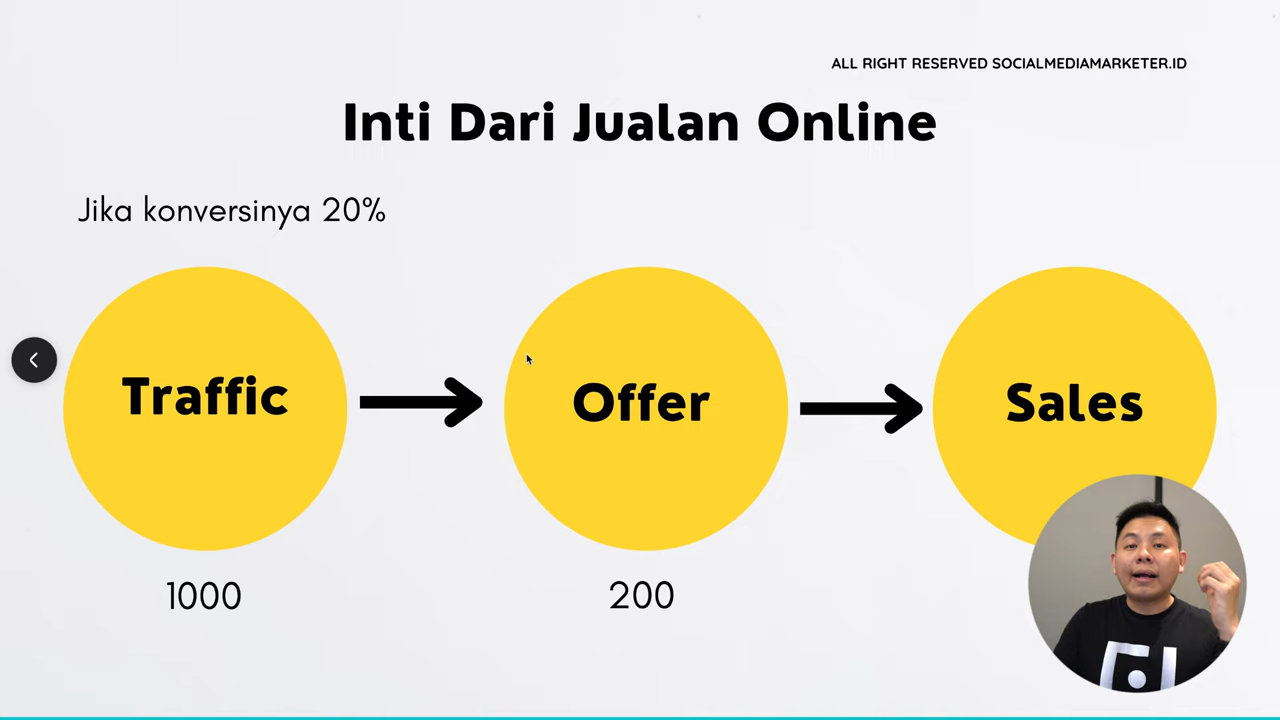 ALL RIGHT RESERVED SOCIALMEDIAMARKETER.ID
Inti Dari Jualan Online
Jika konversinya 20%
Traffic
Offer
Sales
1000
200